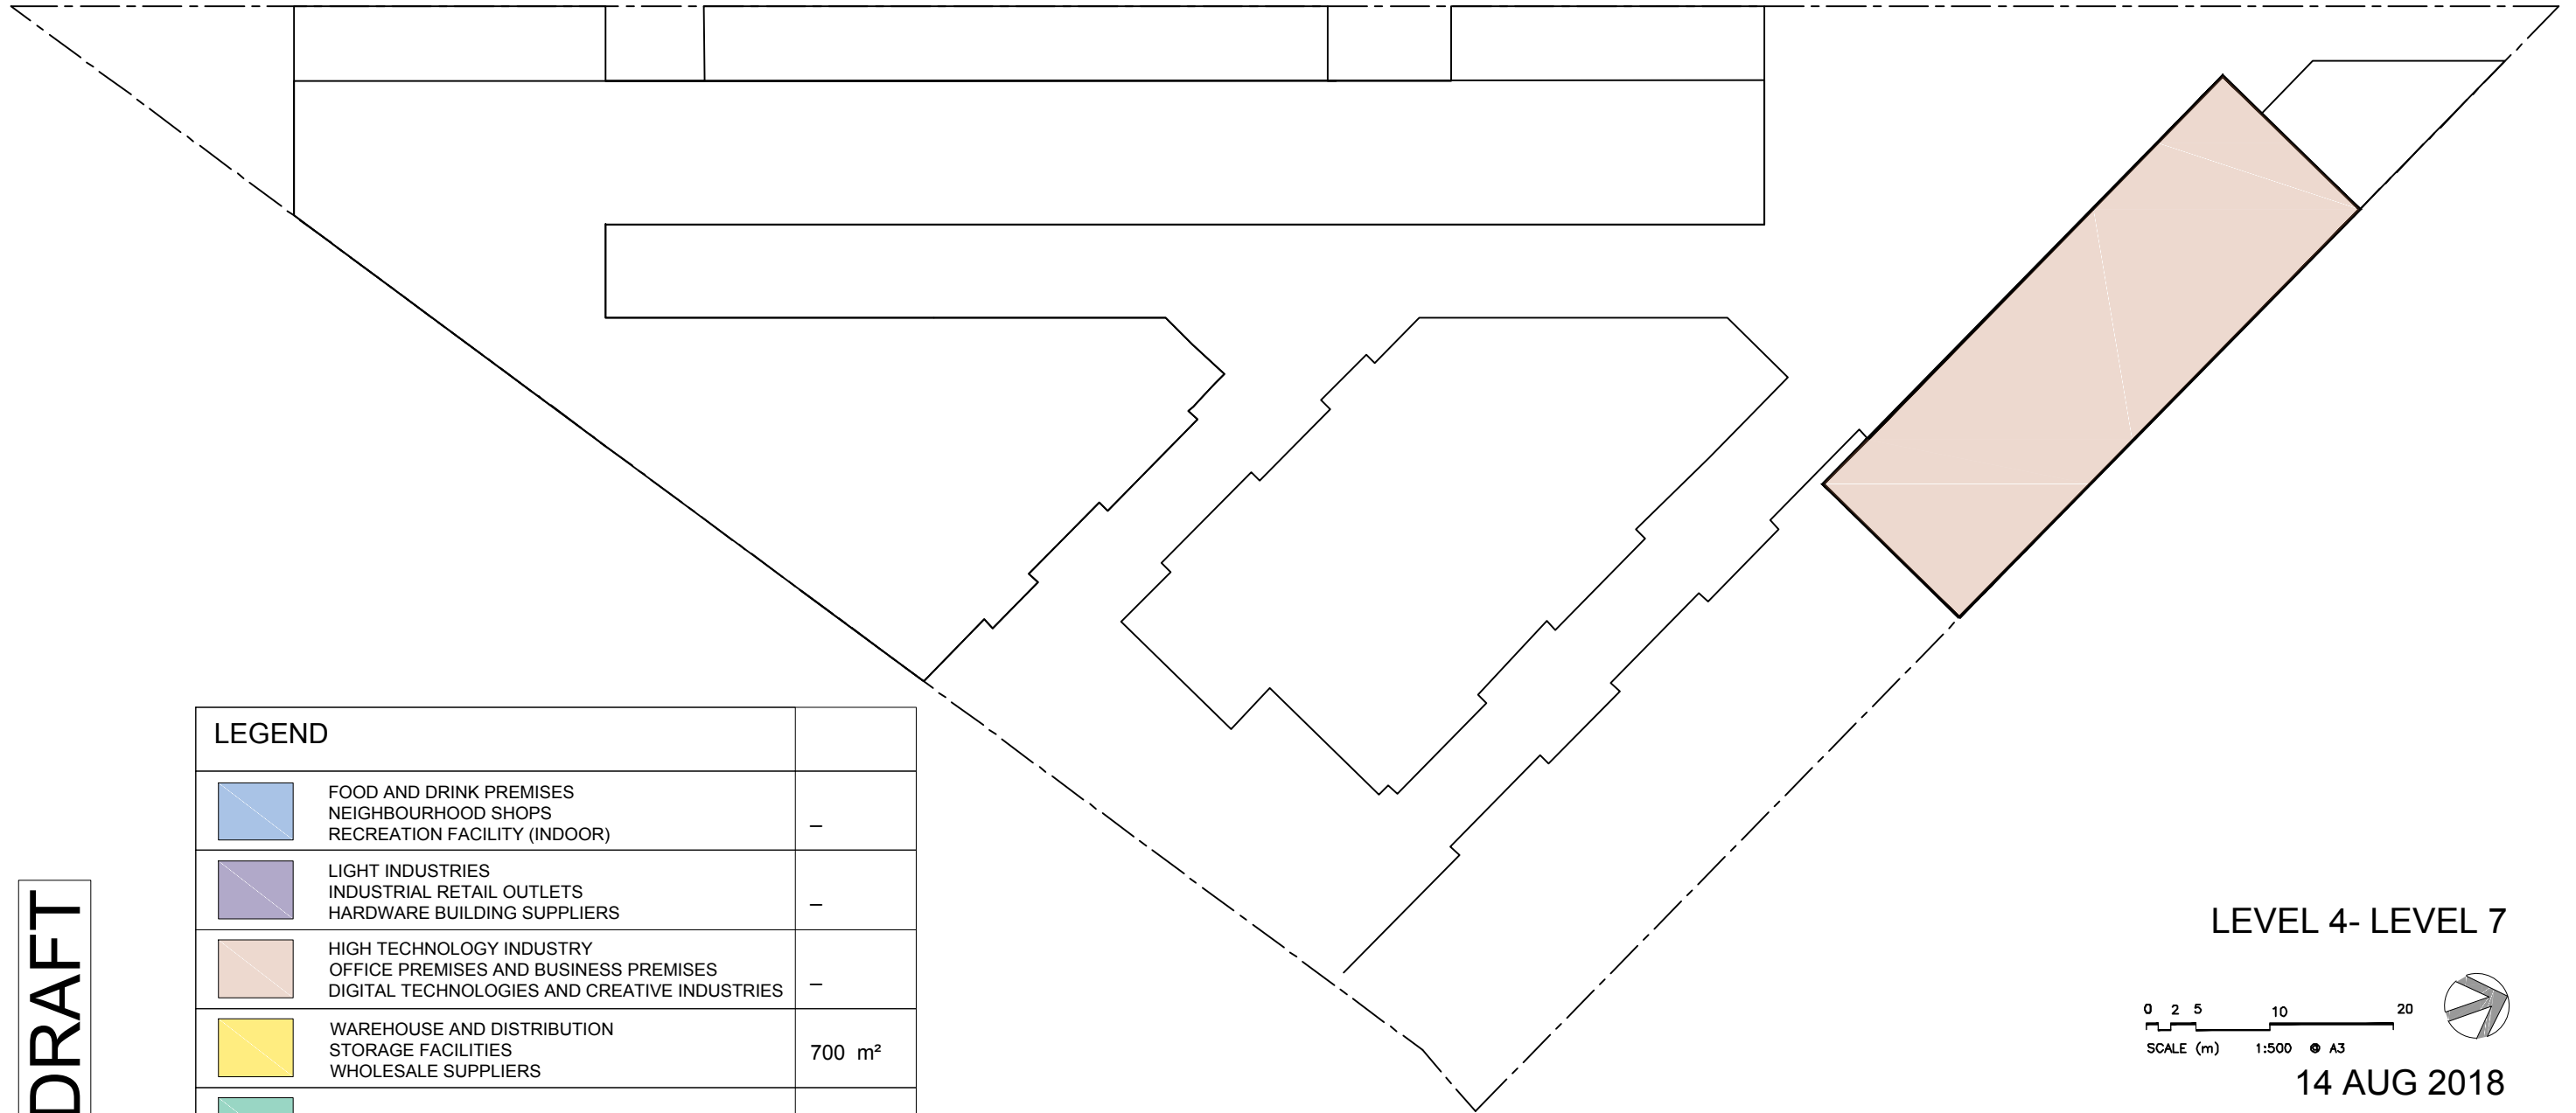 LEGEND
FOOD AND DRINK PREMISES
NEIGHBOURHOOD SHOPS
RECREATION FACILITY (INDOOR)
–
LIGHT INDUSTRIES
INDUSTRIAL RETAIL OUTLETS
HARDWARE BUILDING SUPPLIERS
–
HIGH TECHNOLOGY INDUSTRY
OFFICE PREMISES AND BUSINESS PREMISES
DIGITAL TECHNOLOGIES AND CREATIVE INDUSTRIES
–
WAREHOUSE AND DISTRIBUTION
STORAGE FACILITIES
WHOLESALE SUPPLIERS
700 m²
DRAFT
LEVEL 4- LEVEL 7
0 2 5 10 20
SCALE (m) 1:500 @ A3
14 AUG 2018